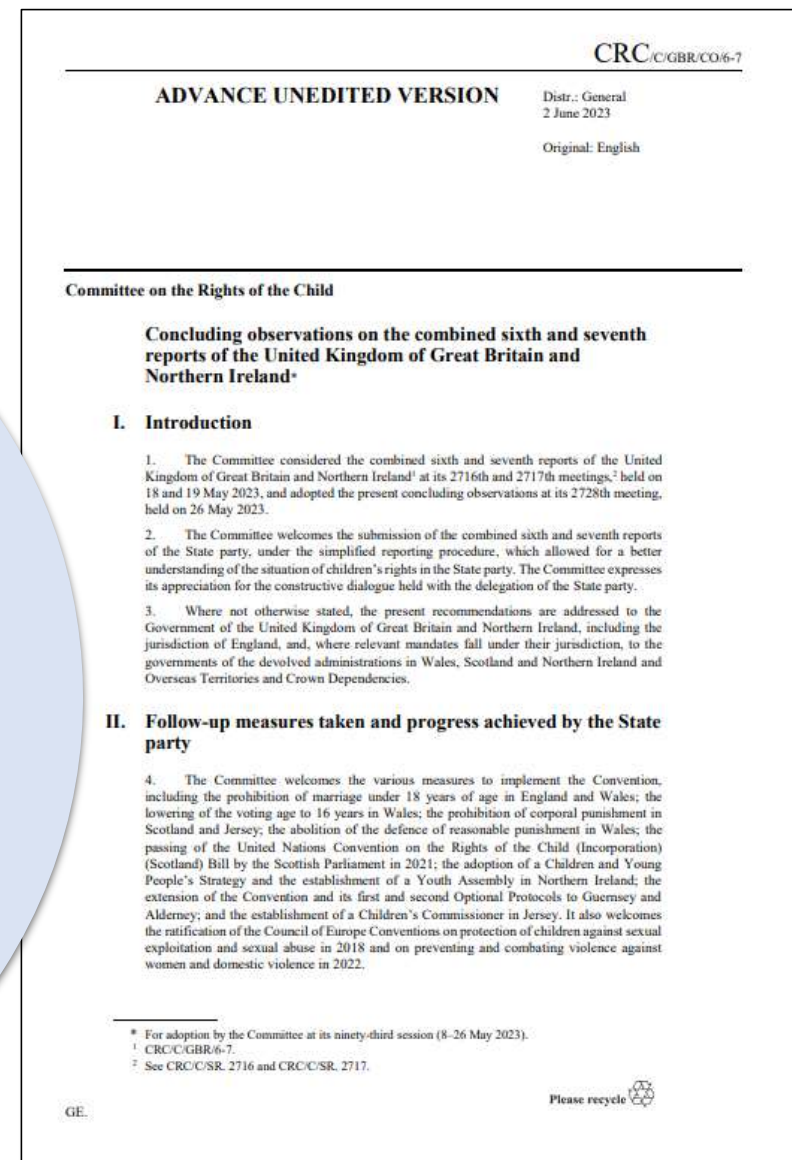 CRC/C/GBR/CO/6-7
ADVANCE UNEDITED VERSION
Distr.: General
2 June 2023
Original: English
Committee on the Rights of the Child
Concluding observations on the combined sixth and seventh
reports of the United Kingdom of Great Britain and
Northern Ireland*
I. Introduction
1. The Committee considered the combined sixth and seventh reports of the United
Kingdom of Great Britain and Northern Ireland¹ at its 2716th and 2717th meetings,² held on
18 and 19 May 2023, and adopted the present concluding observations at its 2728th meeting,
held on 26 May 2023.
2. The Committee welcomes the submission of the combined sixth and seventh reports
of the State party, under the simplified reporting procedure, which allowed for a better
understanding of the situation of children's rights in the State party. The Committee expresses
its appreciation for the constructive dialogue held with the delegation of the State party.
3. Where not otherwise stated, the present recommendations are addressed to the
Government of the United Kingdom of Great Britain and Northern Ireland, including the
jurisdiction of England, and, where relevant mandates fall under their jurisdiction, to the
governments of the devolved administrations in Wales, Scotland and Northern Ireland and
Overseas Territories and Crown Dependencies.
II. Follow-up measures taken and progress achieved by the State
party
4. The Committee welcomes the various measures to implement the Convention,
including the prohibition of marriage under 18 years of age in England and Wales; the
lowering of the voting age to 16 years in Wales; the prohibition of corporal punishment in
Scotland and Jersey; the abolition of the defence of reasonable punishment in Wales; the
passing of the United Nations Convention on the Rights of the Child (Incorporation)
(Scotland) Bill by the Scottish Parliament in 2021; the adoption of a Children and Young
People's Strategy and the establishment of a Youth Assembly in Northern Ireland; the
extension of the Convention and its first and second Optional Protocols to Guernsey and
Alderney; and the establishment of a Children's Commissioner in Jersey. It also welcomes
the ratification of the Council of Europe Conventions on protection of children against sexual
exploitation and sexual abuse in 2018 and on preventing and combating violence against
women and domestic violence in 2022.
* For adoption by the Committee at its ninety-third session (8–26 May 2023).
¹ CRC/C/GBR/6-7.
² See CRC/C/SR. 2716 and CRC/C/SR. 2717.
GE.
Please recycle